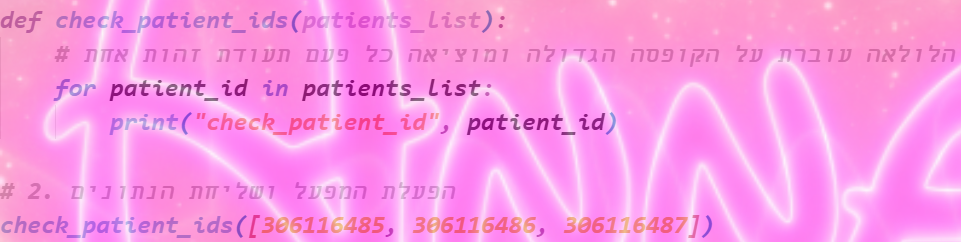 def check_patient_ids(patients_list):
# הלולאה עוברת על הקופסה הגדולה ומוציאה כל פעם תעודת זהות אחת
for patient_id in patients_list:
print("check_patient_id", patient_id)
# 2. הפעלת המפעל ושליחת הנתונים
check_patient_ids([306116485, 306116486, 306116487])